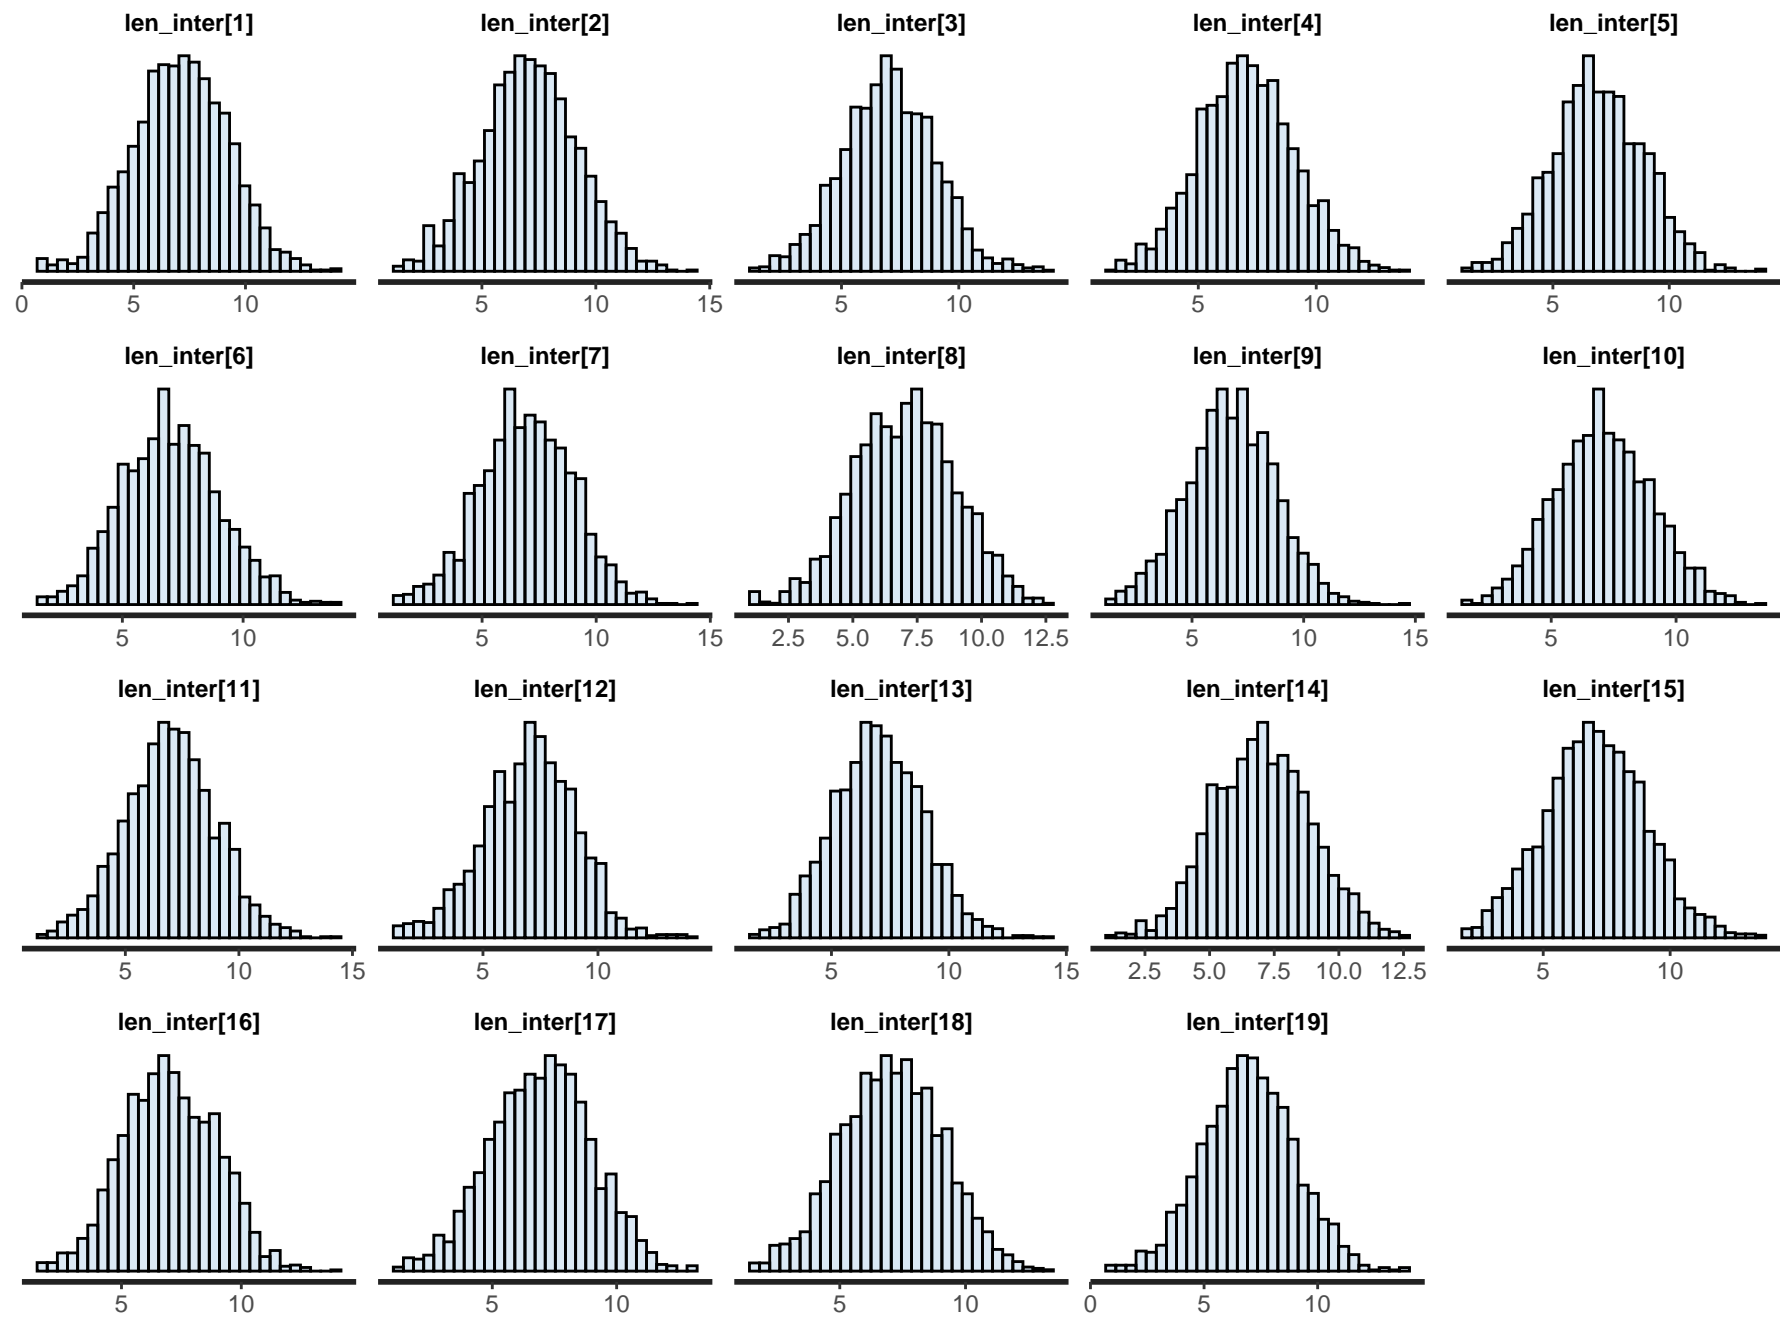 len_inter[1] len_inter[2] len_inter[3] len_inter[4] len_inter[5]
0 5 10 5 10 15 5 10 5 10 5 10
len_inter[6] len_inter[7] len_inter[8] len_inter[9] len_inter[10]
5 10 5 10 15 2.5 5.0 7.5 10.0 12.5 5 10 15 5 10
len_inter[11] len_inter[12] len_inter[13] len_inter[14] len_inter[15]
5 10 15 5 10 5 10 15 2.5 5.0 7.5 10.0 12.5 5 10
len_inter[16] len_inter[17] len_inter[18] len_inter[19]
5 10 5 10 5 10 0 5 10